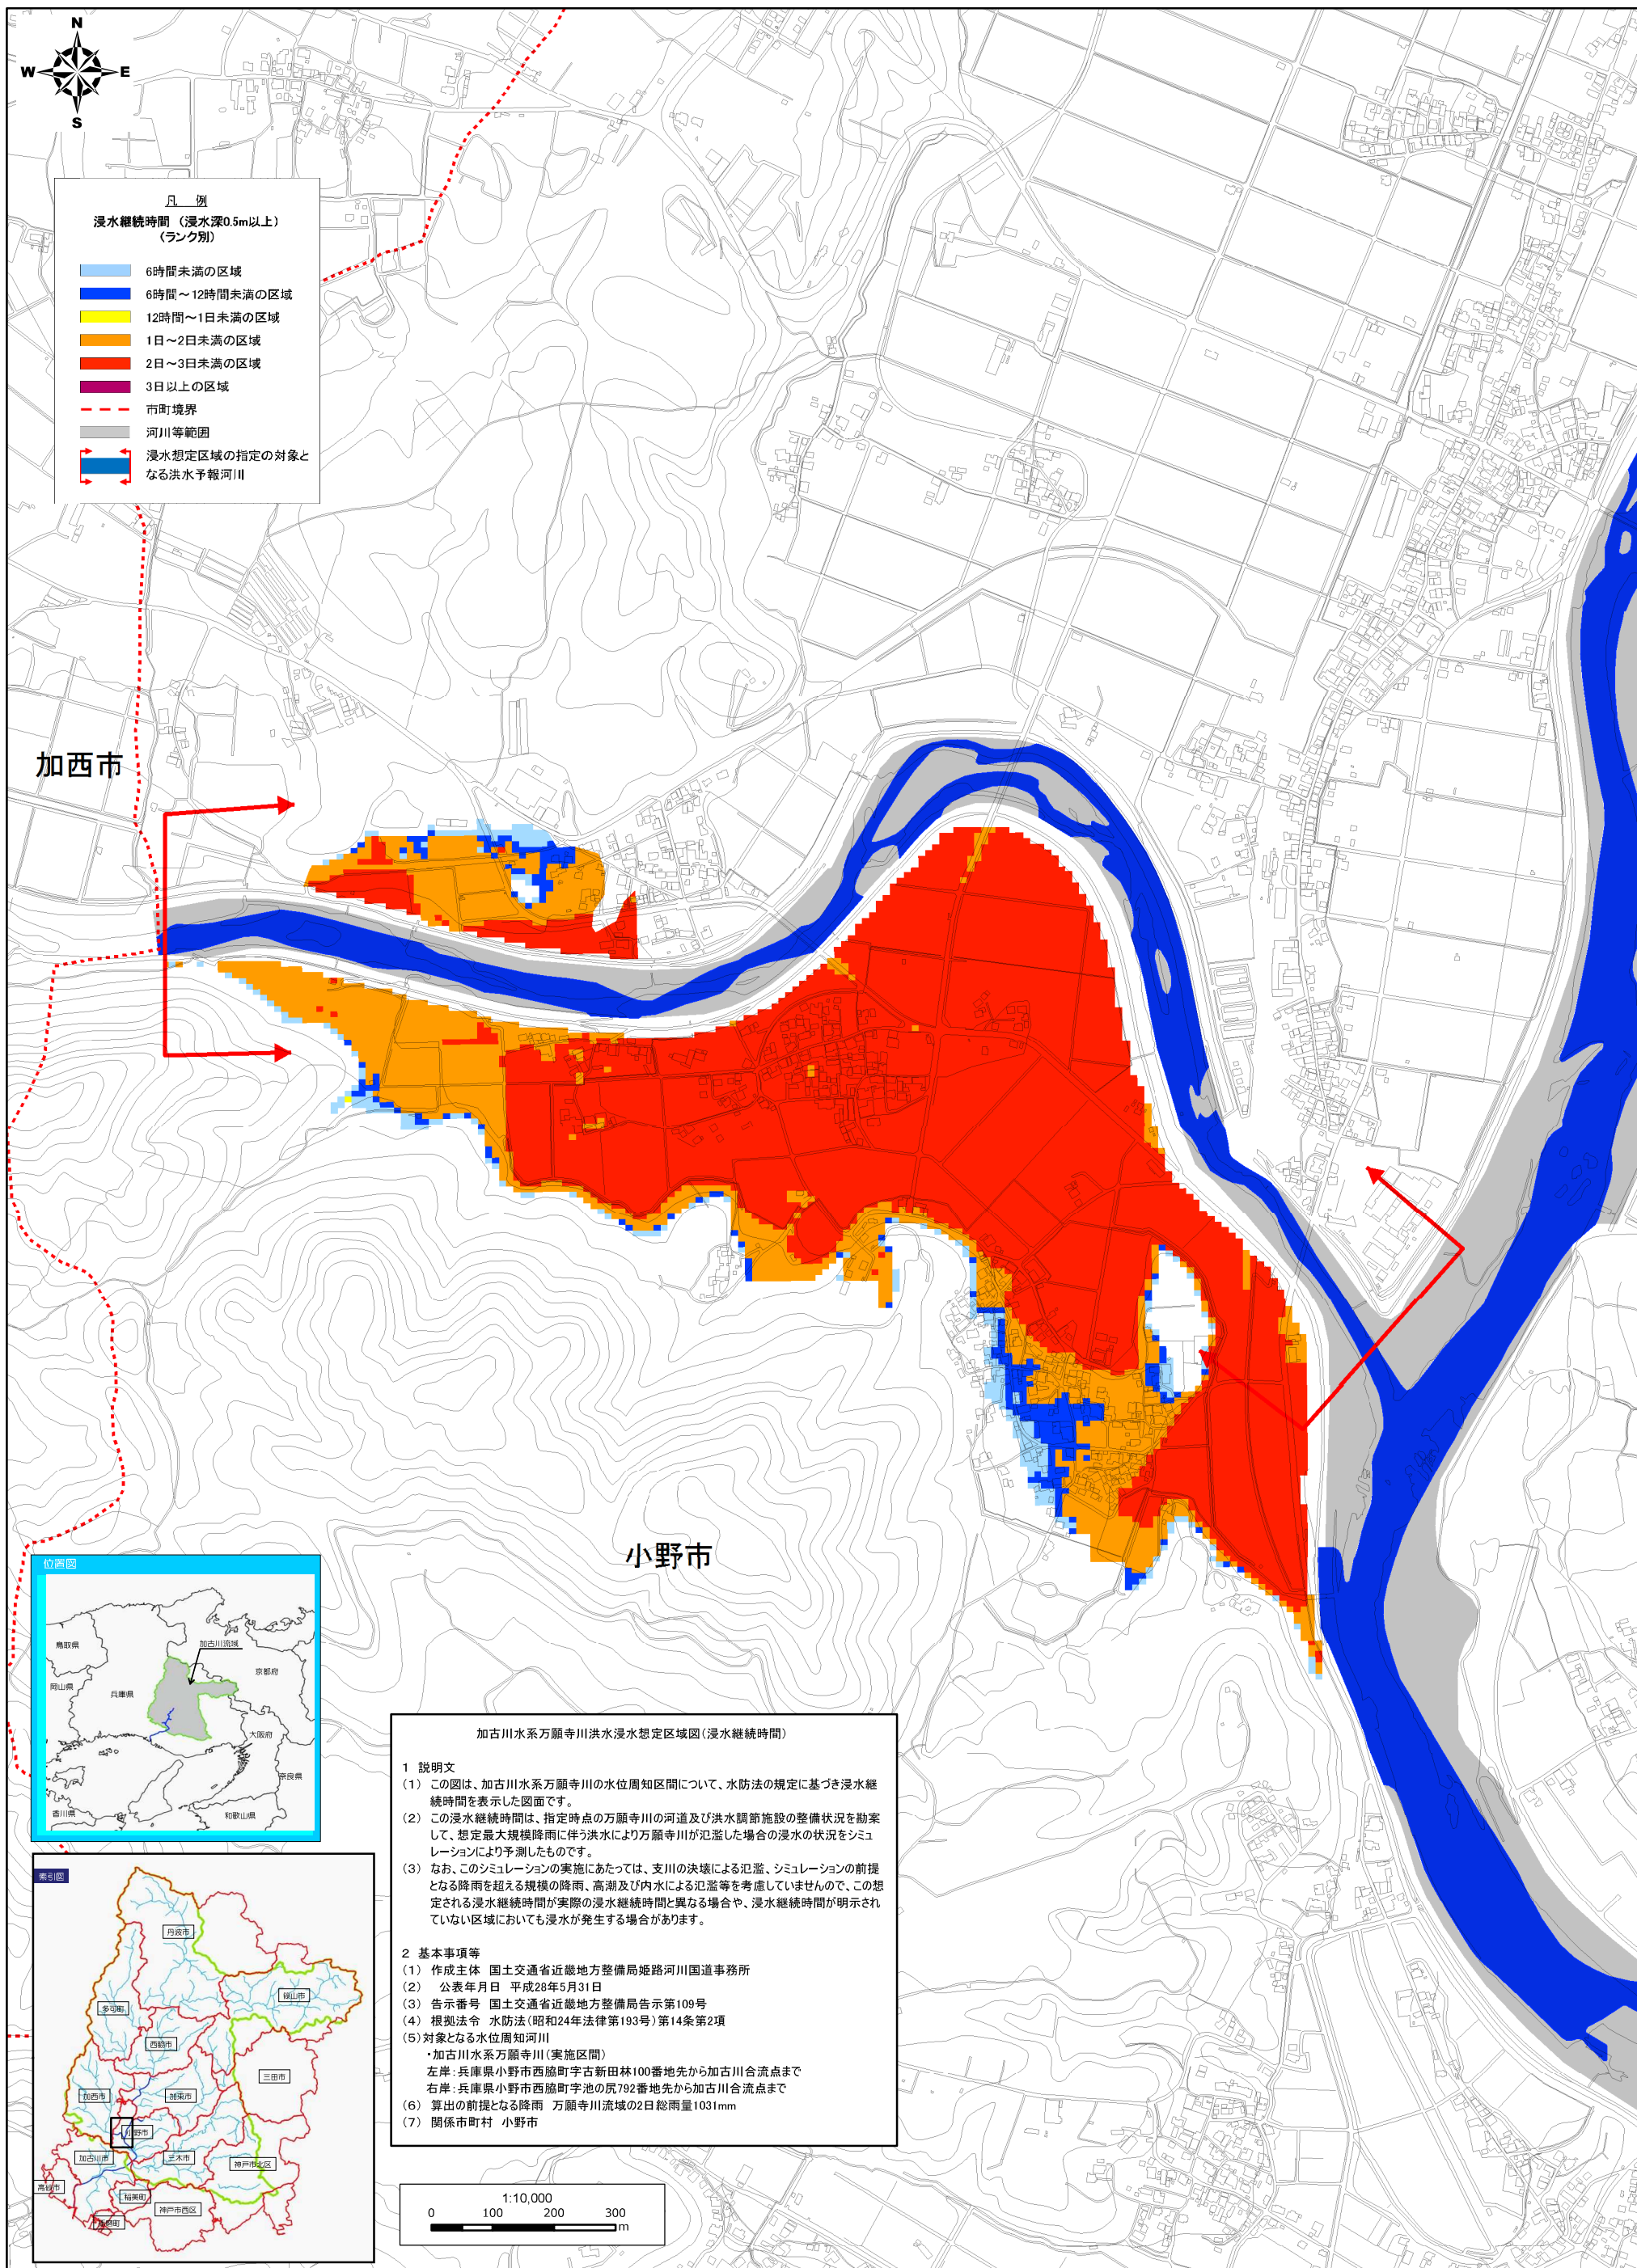 N
W E
S
凡 例
浸水継続時間 (浸水深0.5m以上)
(ランク別)
6時間未満の区域
6時間~12時間未満の区域
12時間~1日未満の区域
1日~2日未満の区域
2日~3日未満の区域
3日以上の区域
市町境界
河川等範囲
浸水想定区域の指定の対象と
なる洪水予報河川
加西市
小野市
位置図
鳥取県
加古川流域
京都府
岡山県
兵庫県
大阪府
奈良県
香川県
和歌山県
索引図
丹波市
篠山市
多可町
西脇市
三田市
加西市
加東市
小野市
加古川市
三木市
神戸市北区
高砂市
稲美町
神戸市西区
播磨町
加古川水系万願寺川洪水浸水想定区域図(浸水継続時間)
1 説明文
(1) この図は、加古川水系万願寺川の水位周知区間について、水防法の規定に基づき浸水継
続時間を表示した図面です。
(2) この浸水継続時間は、指定時点の万願寺川の河道及び洪水調節施設の整備状況を勘案
して、想定最大規模降雨に伴う洪水により万願寺川が氾濫した場合の浸水の状況をシミュ
レーションにより予測したものです。
(3) なお、このシミュレーションの実施にあたっては、支川の決壊による氾濫、シミュレーションの前提
となる降雨を超える規模の降雨、高潮及び内水による氾濫等を考慮していませんので、この想
定される浸水継続時間が実際の浸水継続時間と異なる場合や、浸水継続時間が明示され
ていない区域においても浸水が発生する場合があります。
2 基本事項等
(1) 作成主体 国土交通省近畿地方整備局姫路河川国道事務所
(2) 公表年月日 平成28年5月31日
(3) 告示番号 国土交通省近畿地方整備局告示第109号
(4) 根拠法令 水防法(昭和24年法律第193号)第14条第2項
(5)対象となる水位周知河川
・加古川水系万願寺川(実施区間)
左岸:兵庫県小野市西脇町字古新田林100番地先から加古川合流点まで
右岸:兵庫県小野市西脇町字池の尻792番地先から加古川合流点まで
(6) 算出の前提となる降雨 万願寺川流域の2日総雨量1031mm
(7) 関係市町村 小野市
1:10,000
0 100 200 300
m